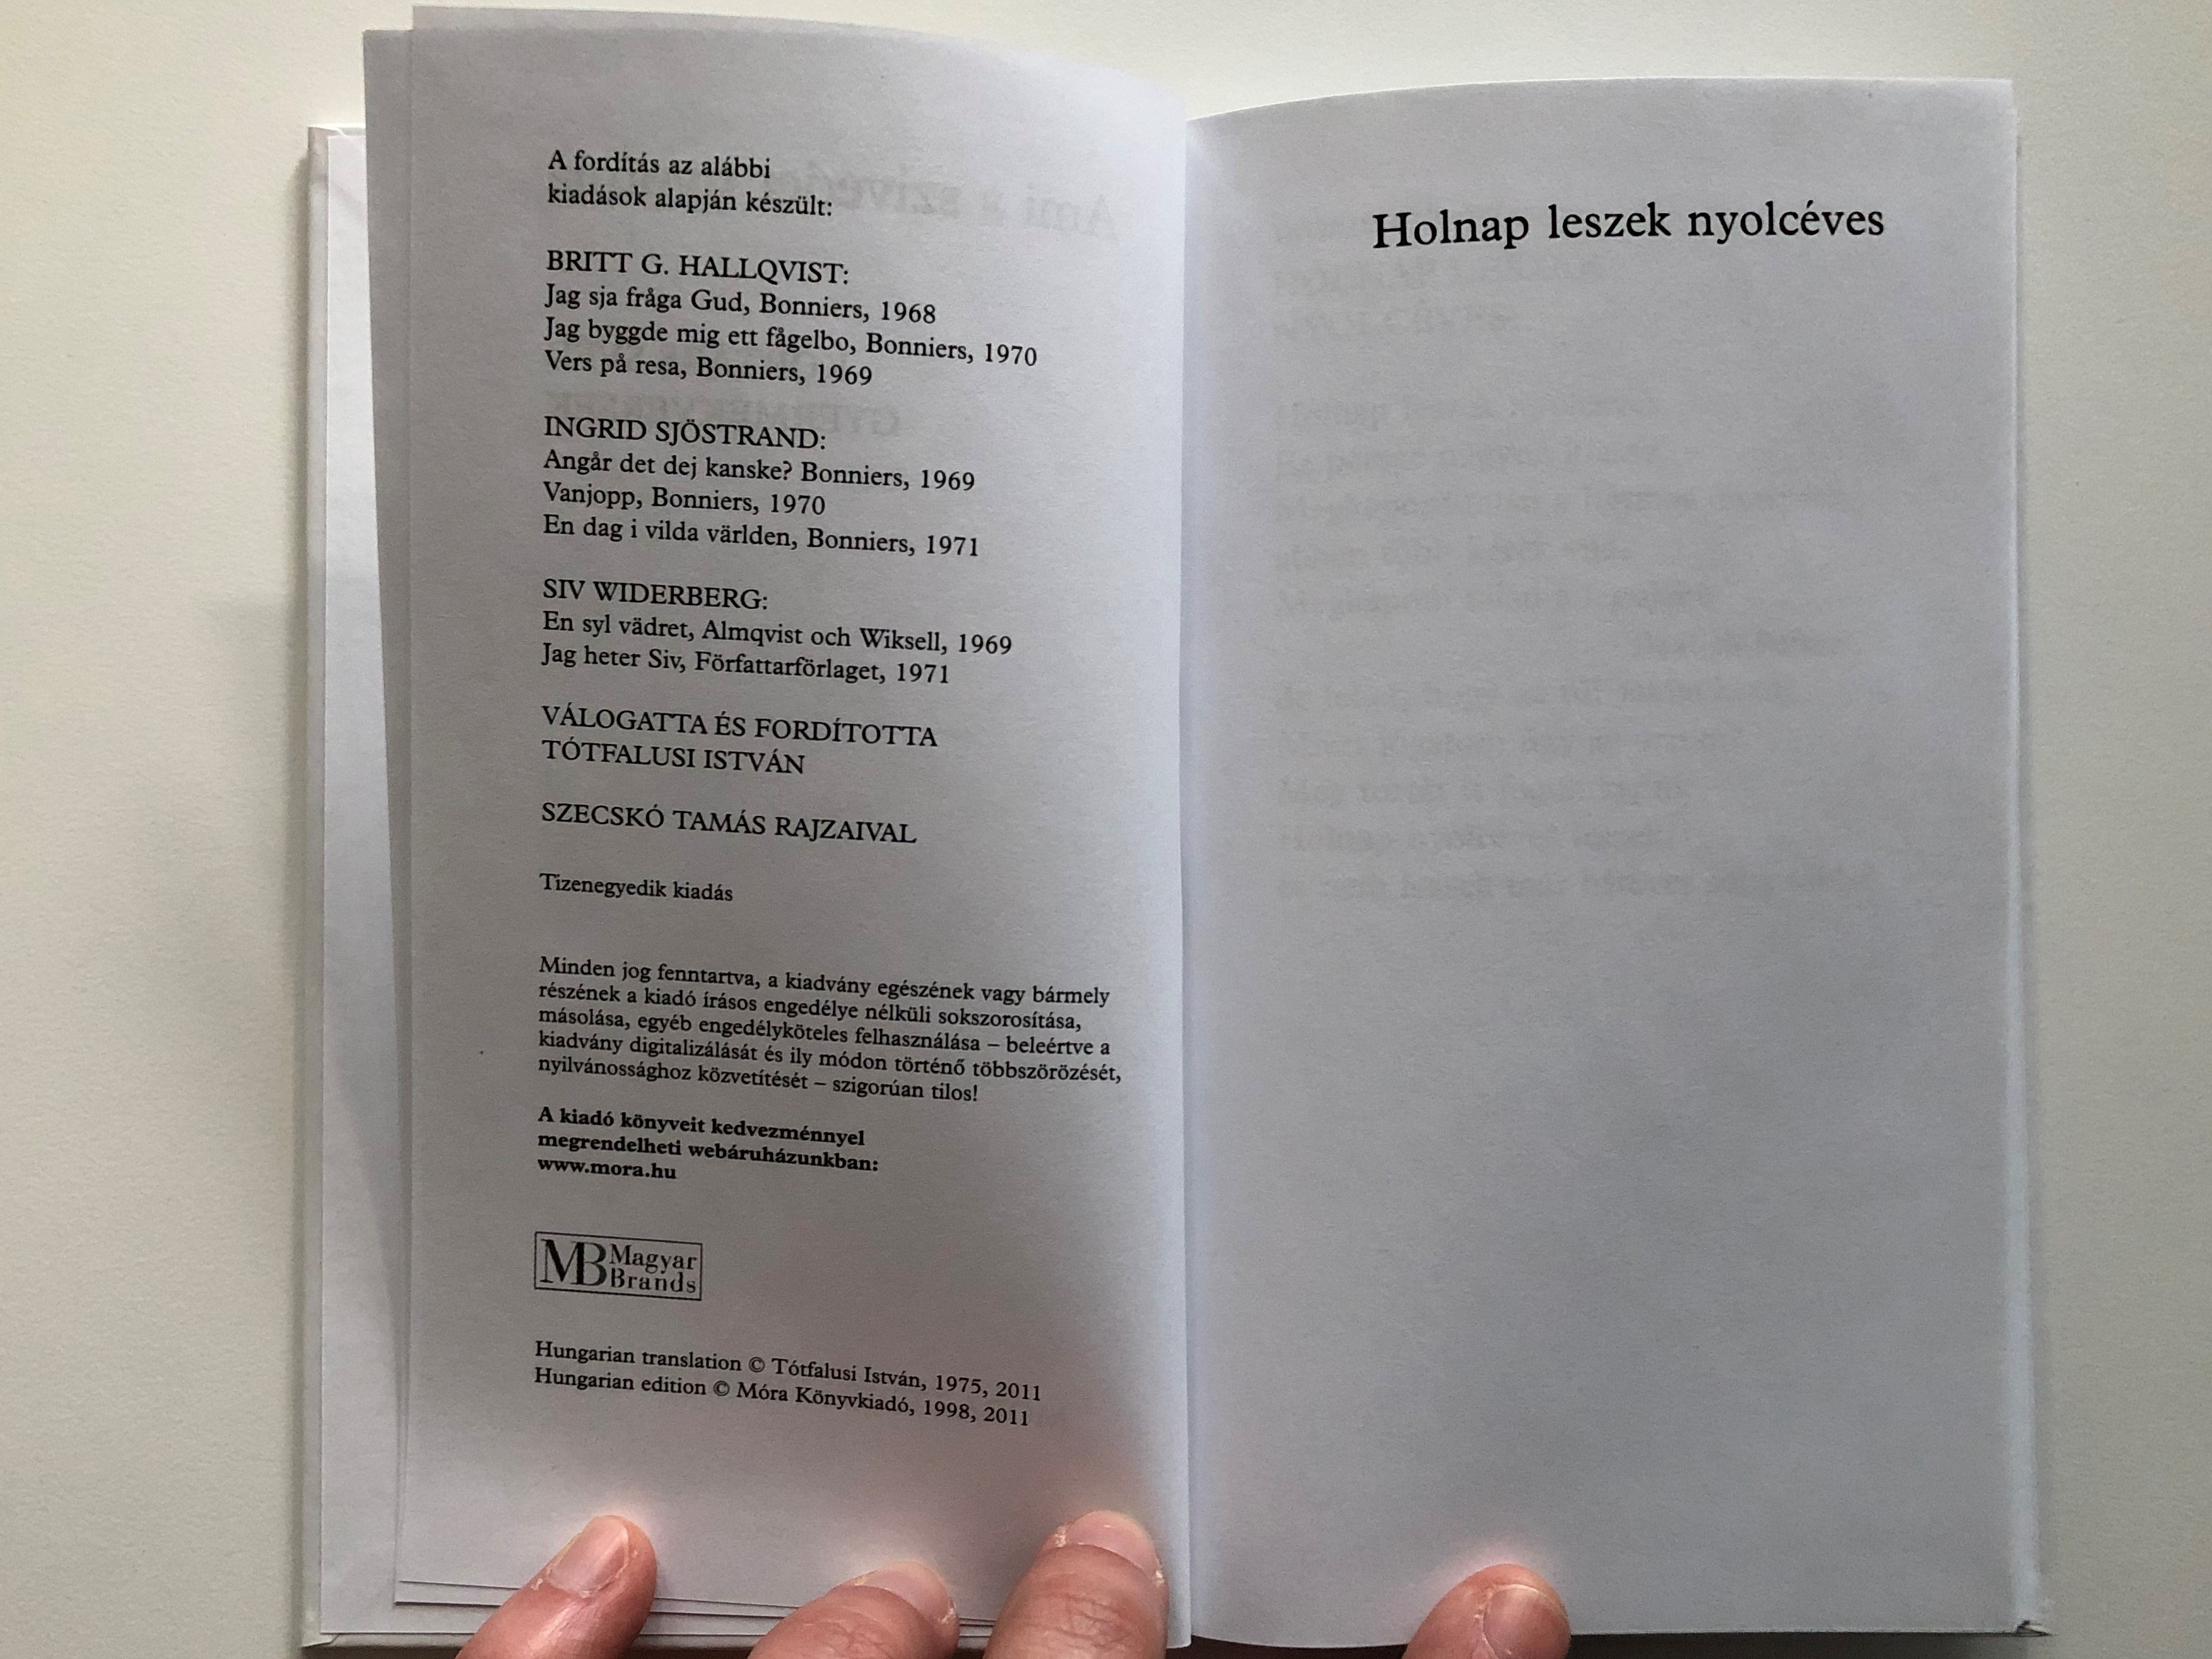 A fordítás az alábbi
kiadások alapján készült:
BRITT G. HALLQVIST:
Jag sja fråga Gud, Bonniers, 1968
Jag byggde mig ett fågelbo, Bonniers, 1970
Vers på resa, Bonniers, 1969
INGRID SJÖSTRAND:
Angår det dej kanske? Bonniers, 1969
Vanjopp, Bonniers, 1970
En dag i vilda världen, Bonniers, 1971
SIV WIDERBERG:
En syl vädret, Almqvist och Wiksell, 1969
Jag heter Siv, Författarförlaget, 1971
VÁLOGATTA ÉS FORDÍTOTTA
TÓTFALUSI ISTVÁN
SZECSKÓ TAMÁS RAJZAIVAL
Tizenegyedik kiadás
Minden jog fenntartva, a kiadvány egészének vagy bármely
részének a kiadó írásos engedélye nélküli sokszorosítása,
másolása, egyéb engedélyköteles felhasználása – beleértve a
kiadvány digitalizálását és ily módon történő többszörözését,
nyilvánossághoz közvetítését – szigorúan tilos!
A kiadó könyveit kedvezménnyel
megrendelheti webáruházunkban:
www.mora.hu
MB Magyar
Brands
Hungarian translation © Tótfalusi István, 1975, 2011
Hungarian edition © Móra Könyvkiadó, 1998, 2011
Holnap leszek nyolcéves